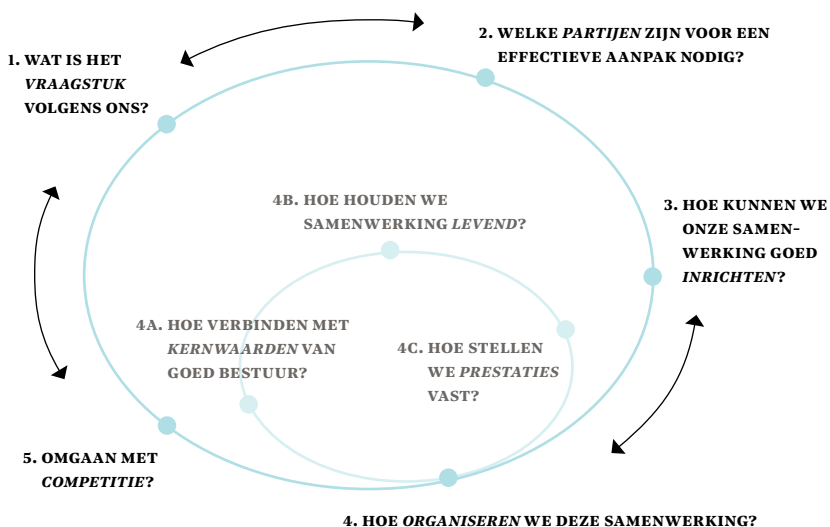 1. WAT IS HET
VRAAGSTUK
VOLGENS ONS?
2. WELKE PARTIJEN ZIJN VOOR EEN
EFFECTIEVE AANPAK NODIG?
3. HOE KUNNEN WE
ONZE SAMEN-
WERKING GOED
INRICHTEN?
4B. HOE HOUDEN WE
SAMENWERKING LEVEND?
4A. HOE VERBINDEN MET
KERNWAARDEN VAN
GOED BESTUUR?
4C. HOE STELLEN
WE PRESTATIES
VAST?
5. OMGAAN MET
COMPETITIE?
4. HOE ORGANISEREN WE DEZE SAMENWERKING?